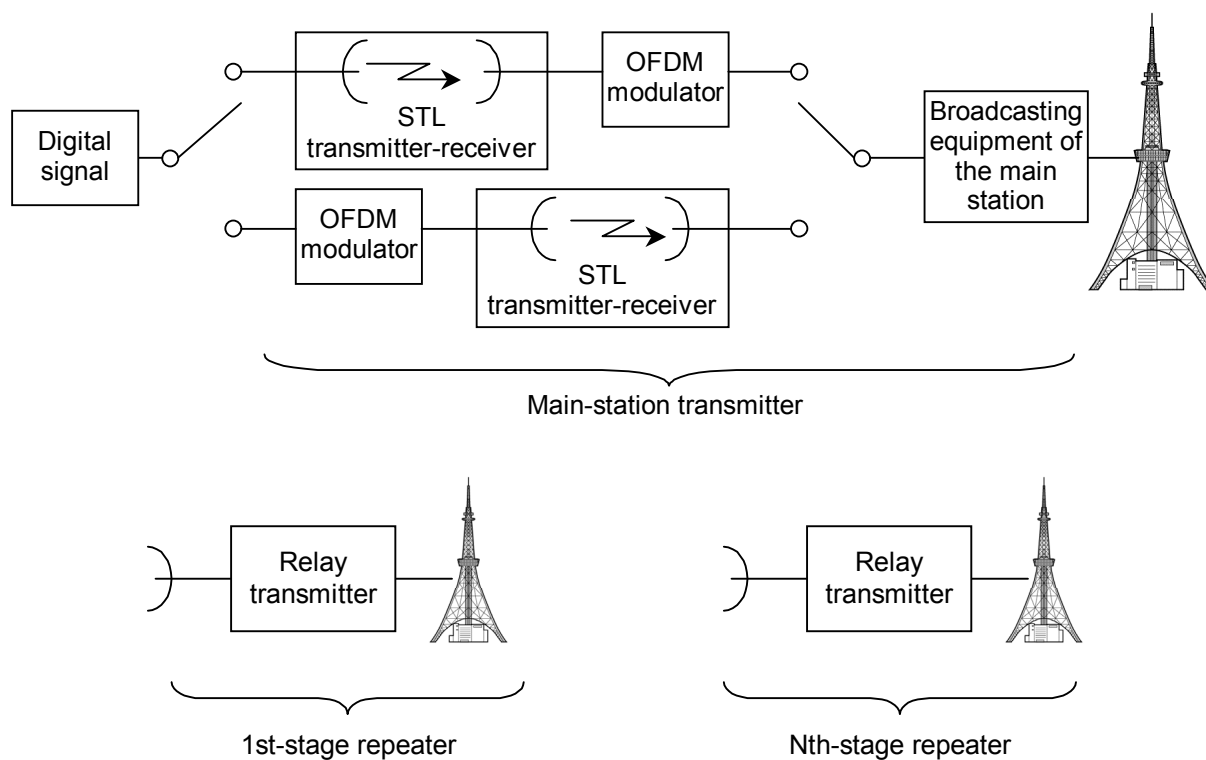 Digital
signal
STL
transmitter-receiver
OFDM
modulator
OFDM
modulator
STL
transmitter-receiver
Broadcasting
equipment of
the main
station
Main-station transmitter
Relay
transmitter
1st-stage repeater
Relay
transmitter
Nth-stage repeater